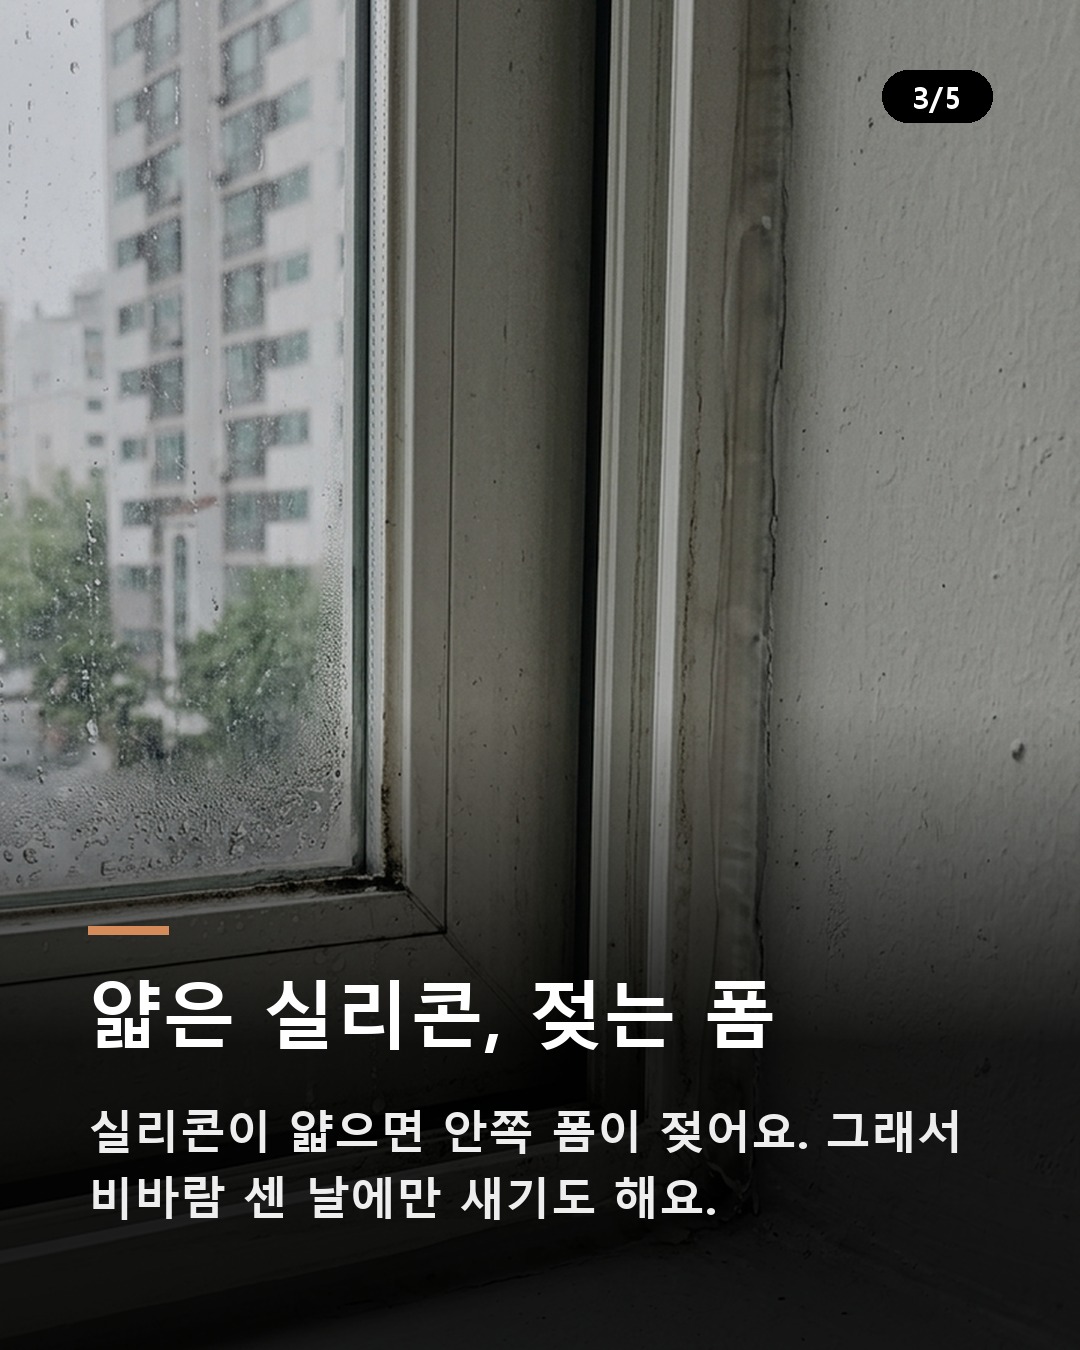 3/5
얇은 실리콘, 젖는 폼
실리콘이 얇으면 안쪽 폼이 젖어요. 그래서
비바람 센 날에만 새기도 해요.